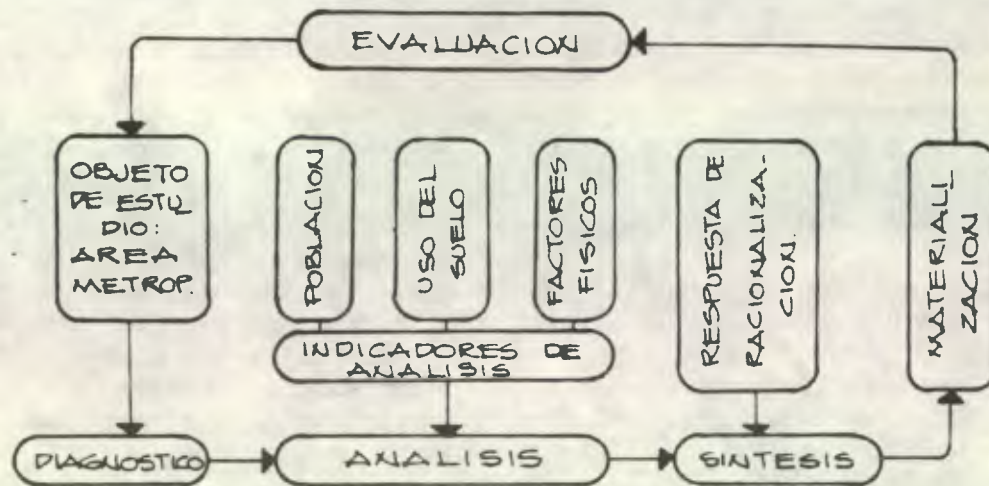 EVALUACION
OBJETO
DE ESTU
DIO:
AREA
METROP.
POBLACION
USO DEL
SUELO
FACTORES
FISICOS
RESPUESTA DE
RACIONALIZA-
CION.
MATERIALI
ZACION
INDICADORES DE
ANALISIS
DIAGNOSTICO
ANALISIS
SINTESIS